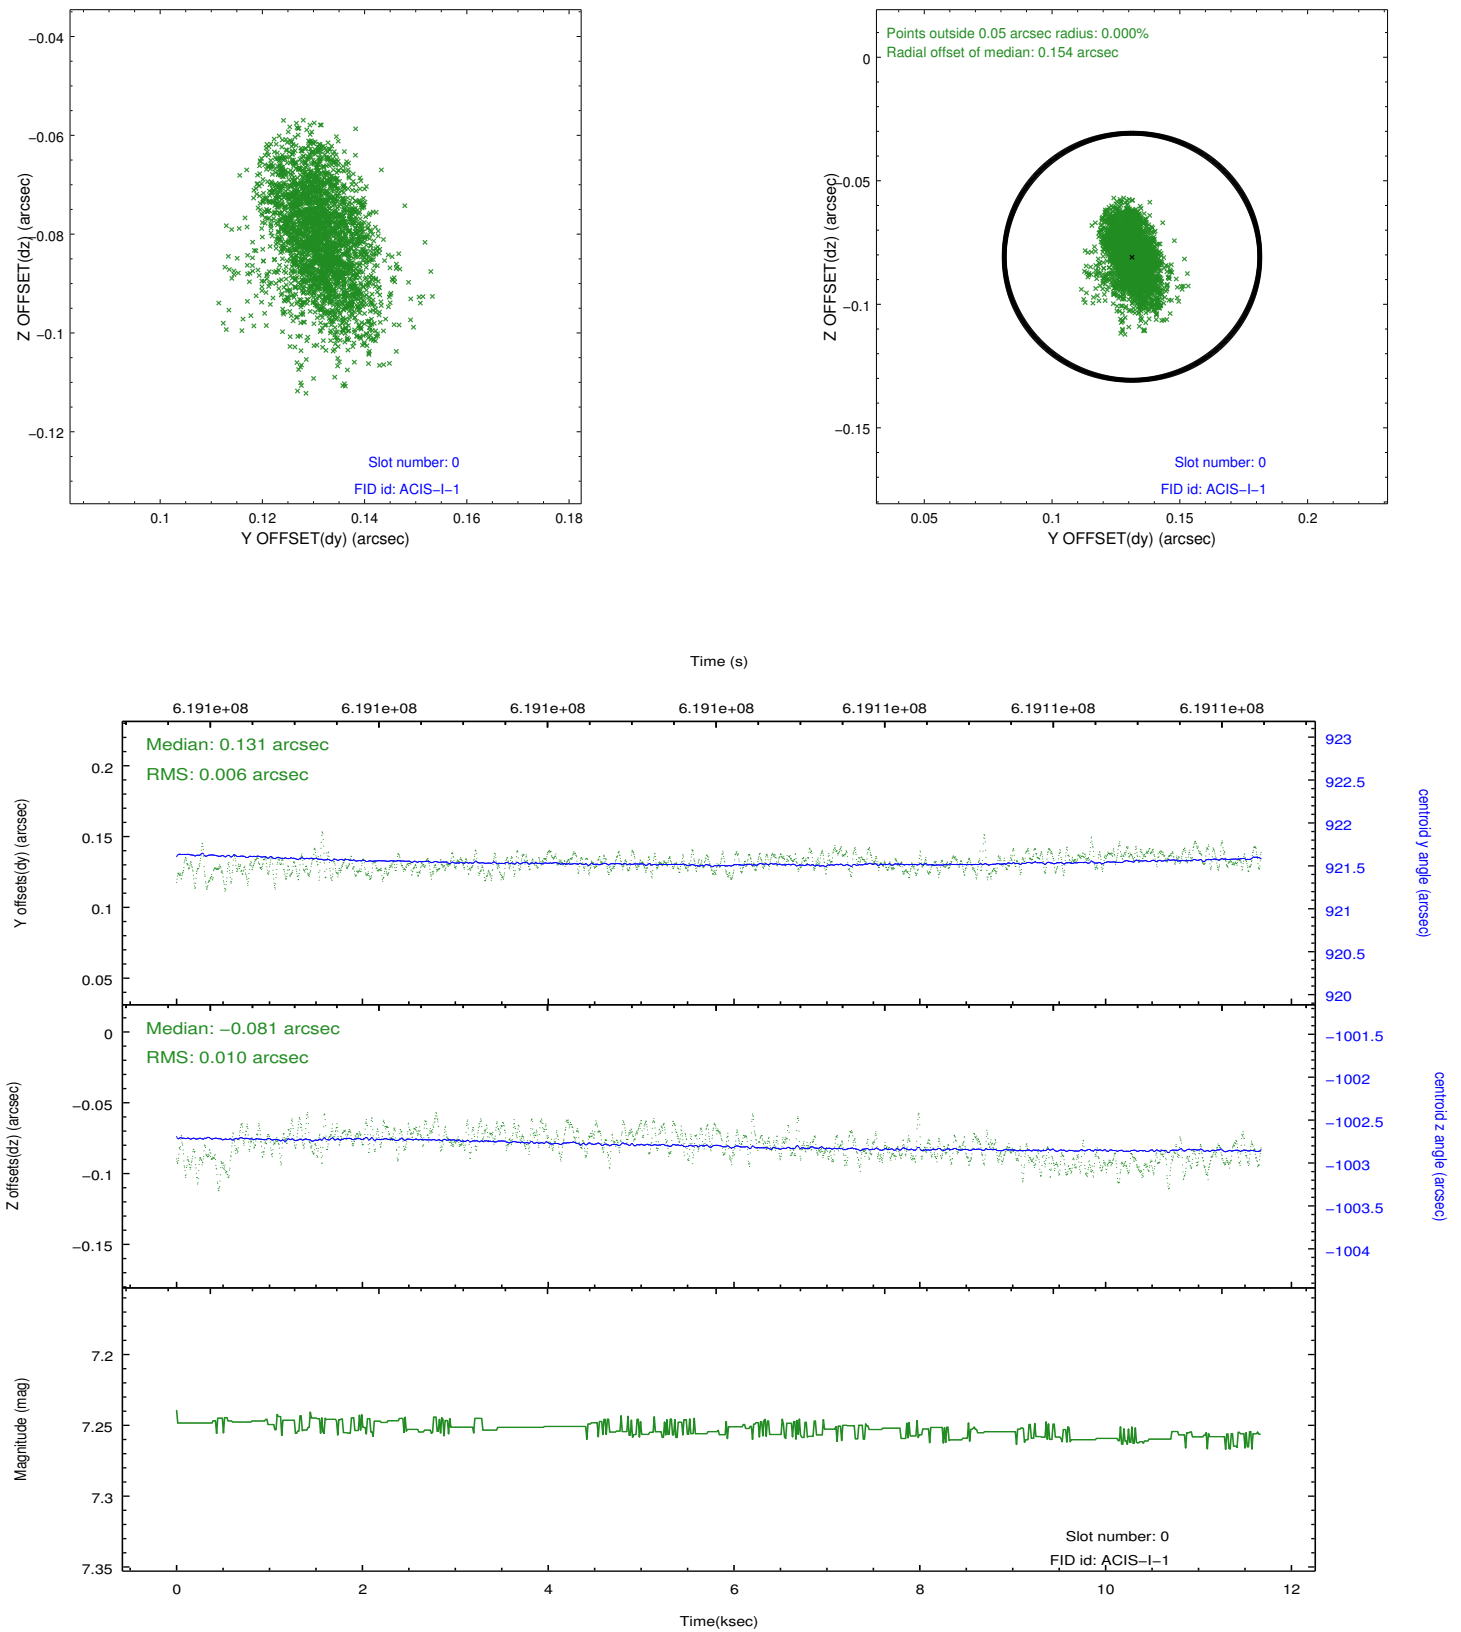 −0.04
−0.06
−0.08
−0.1
−0.12
Z OFFSET(dz) (arcsec)
Slot number: 0
FID id: ACIS−I−1
0.1 0.12 0.14 0.16 0.18
Y OFFSET(dy) (arcsec)
Points outside 0.05 arcsec radius: 0.000%
Radial offset of median: 0.154 arcsec
0
−0.05
−0.1
−0.15
Z OFFSET(dz) (arcsec)
Slot number: 0
FID id: ACIS−I−1
0.05 0.1 0.15 0.2
Y OFFSET(dy) (arcsec)
Time (s)
6.191e+08 6.191e+08 6.191e+08 6.191e+08 6.1911e+08 6.1911e+08 6.1911e+08
Median: 0.131 arcsec
RMS: 0.006 arcsec
0.2
0.15
0.1
0.05
Y offsets(dy) (arcsec)
923
922.5
922
921.5
921
920.5
920
centroid y angle (arcsec)
Median: −0.081 arcsec
RMS: 0.010 arcsec
0
−0.05
−0.1
−0.15
Z offsets(dz) (arcsec)
−1001.5
−1002
−1002.5
−1003
−1003.5
−1004
centroid z angle (arcsec)
7.2
7.25
7.3
7.35
Magnitude (mag)
Slot number: 0
FID id: ACIS−I−1
0 2 4 6 8 10 12
Time(ksec)